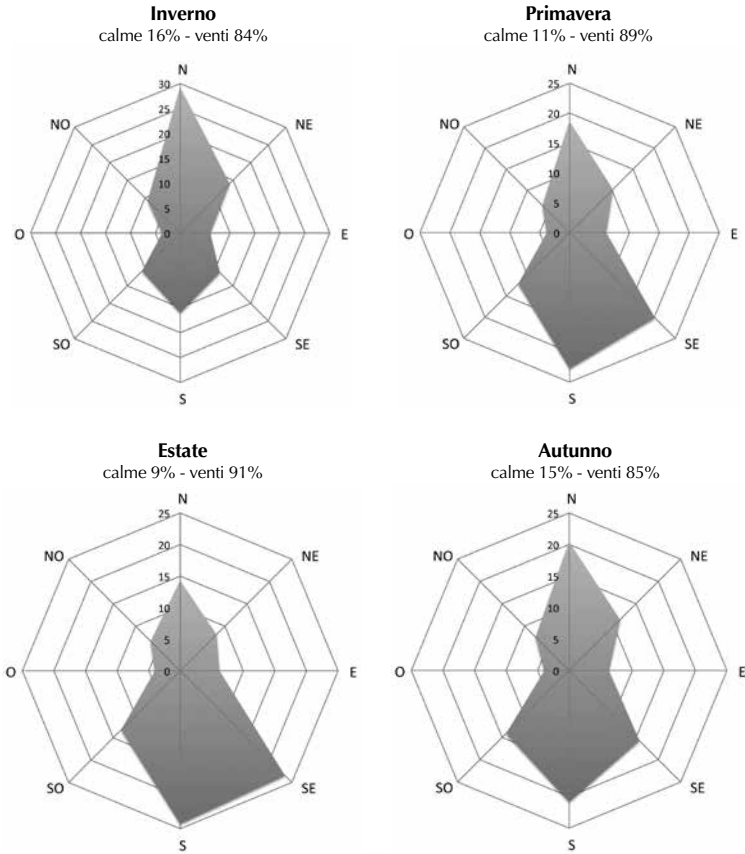 Inverno
calme 16% - venti 84%
N
30
25
20
15
10
5
0
NO
NE
O
E
SO
SE
S
Primavera
calme 11% - venti 89%
N
25
20
15
10
5
0
NO
NE
O
E
SO
SE
S
Estate
calme 9% - venti 91%
N
25
20
15
10
5
0
NO
NE
O
E
SO
SE
S
Autunno
calme 15% - venti 85%
N
25
20
15
10
5
0
NO
NE
O
E
SO
SE
S